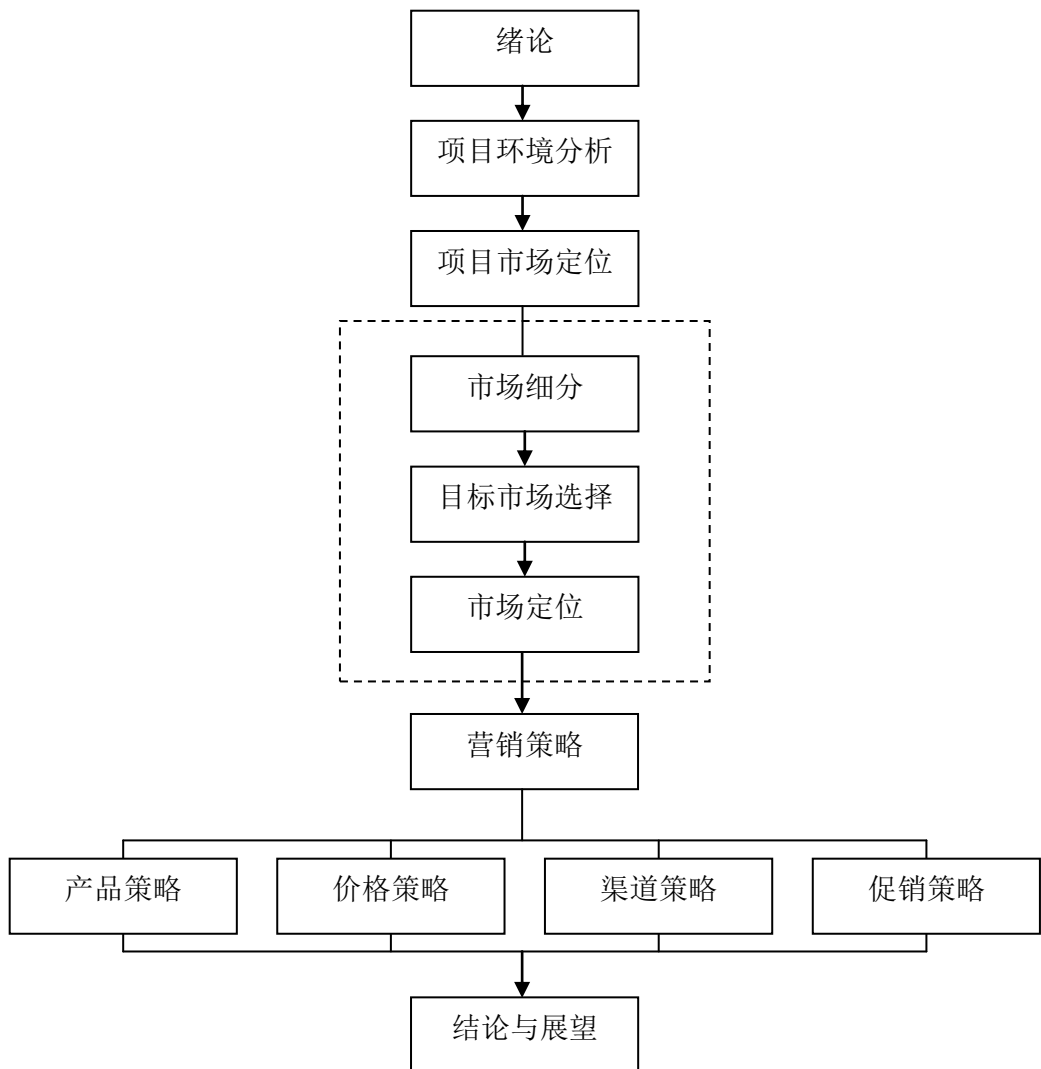 绪论
项目环境分析
项目市场定位
市场细分
目标市场选择
市场定位
营销策略
产品策略
价格策略
渠道策略
促销策略
结论与展望